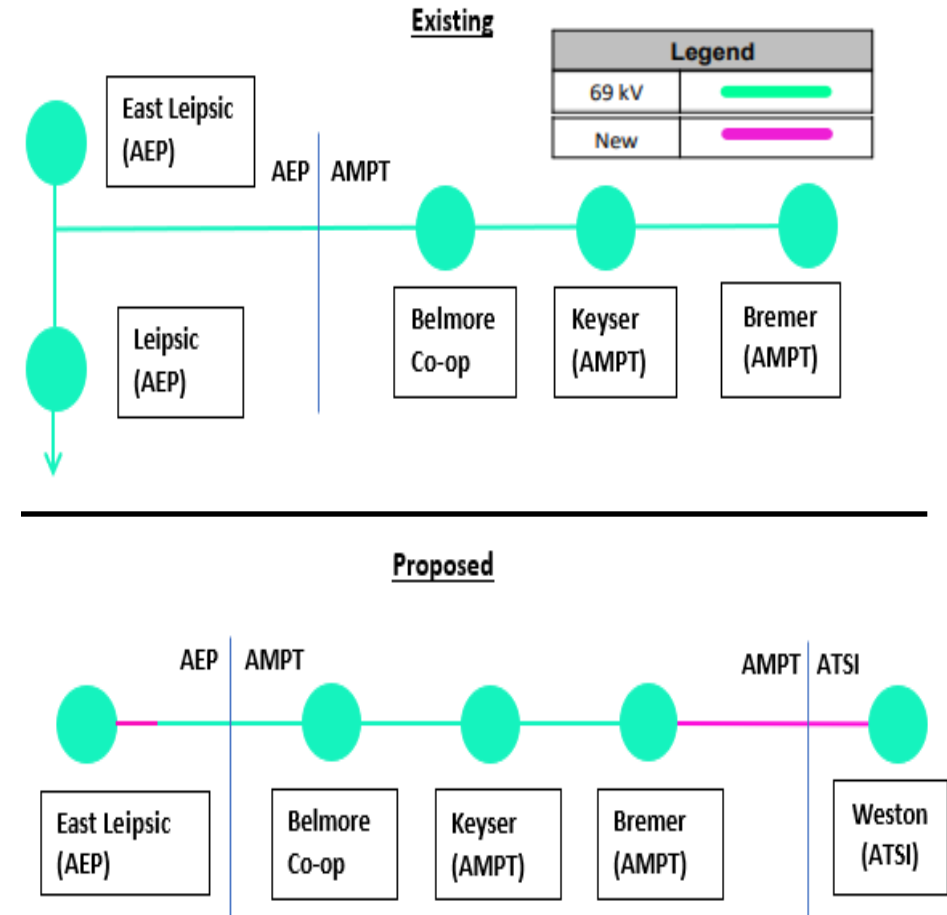 Existing
Legend
69 kV
New
East Leipsic
(AEP)
AEP AMPT
Leipsic
(AEP)
Belmore
Co-op
Keyser
(AMPT)
Bremer
(AMPT)
Proposed
AEP AMPT
AMPT ATSI
East Leipsic
(AEP)
Belmore
Co-op
Keyser
(AMPT)
Bremer
(AMPT)
Weston
(ATSI)